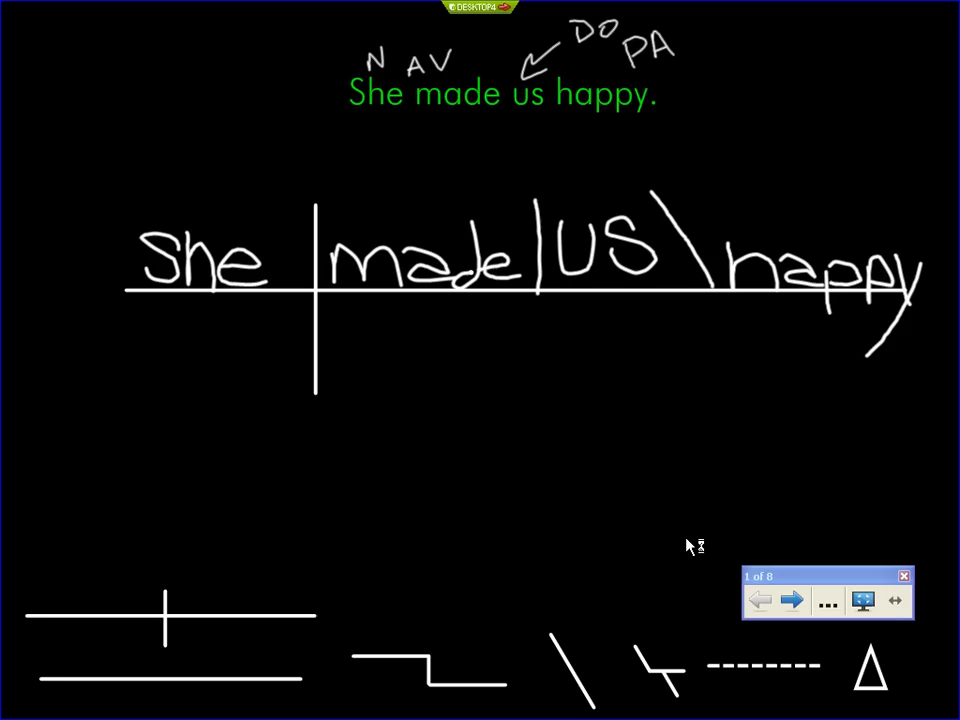 DESKTOP4
N AV DO PA
She made us happy.
She made US happy
1 of 8
...